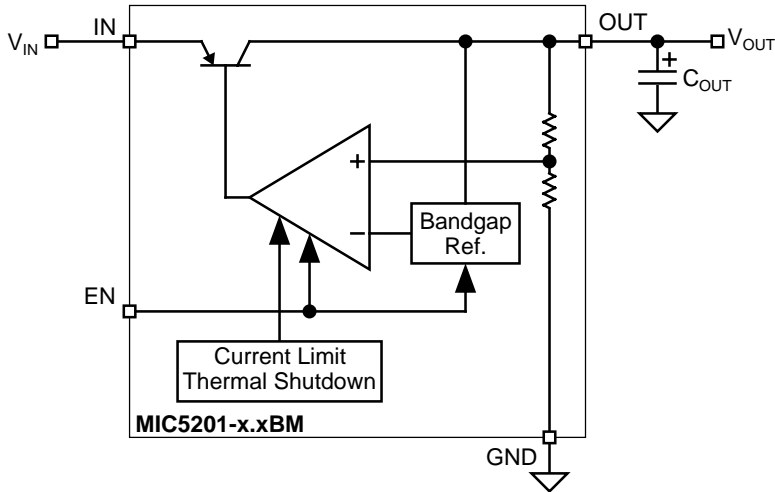 V_IN
IN
OUT
V_OUT
+
C_OUT
+
−
Bandgap
Ref.
EN
Current Limit
Thermal Shutdown
MIC5201-x.xBM
GND